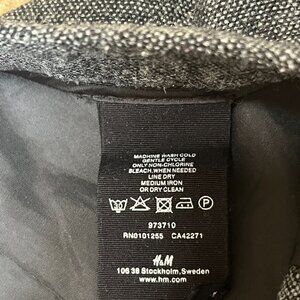 MACHINE WASH COLD
GENTLE CYCLE
ONLY NON-CHLORINE
BLEACH, WHEN NEEDED
LINE DRY
MEDIUM IRON
OR DRY CLEAN
973710
RN0101255 CA42271
H&M
106 38 Stockholm, Sweden
www.hm.com